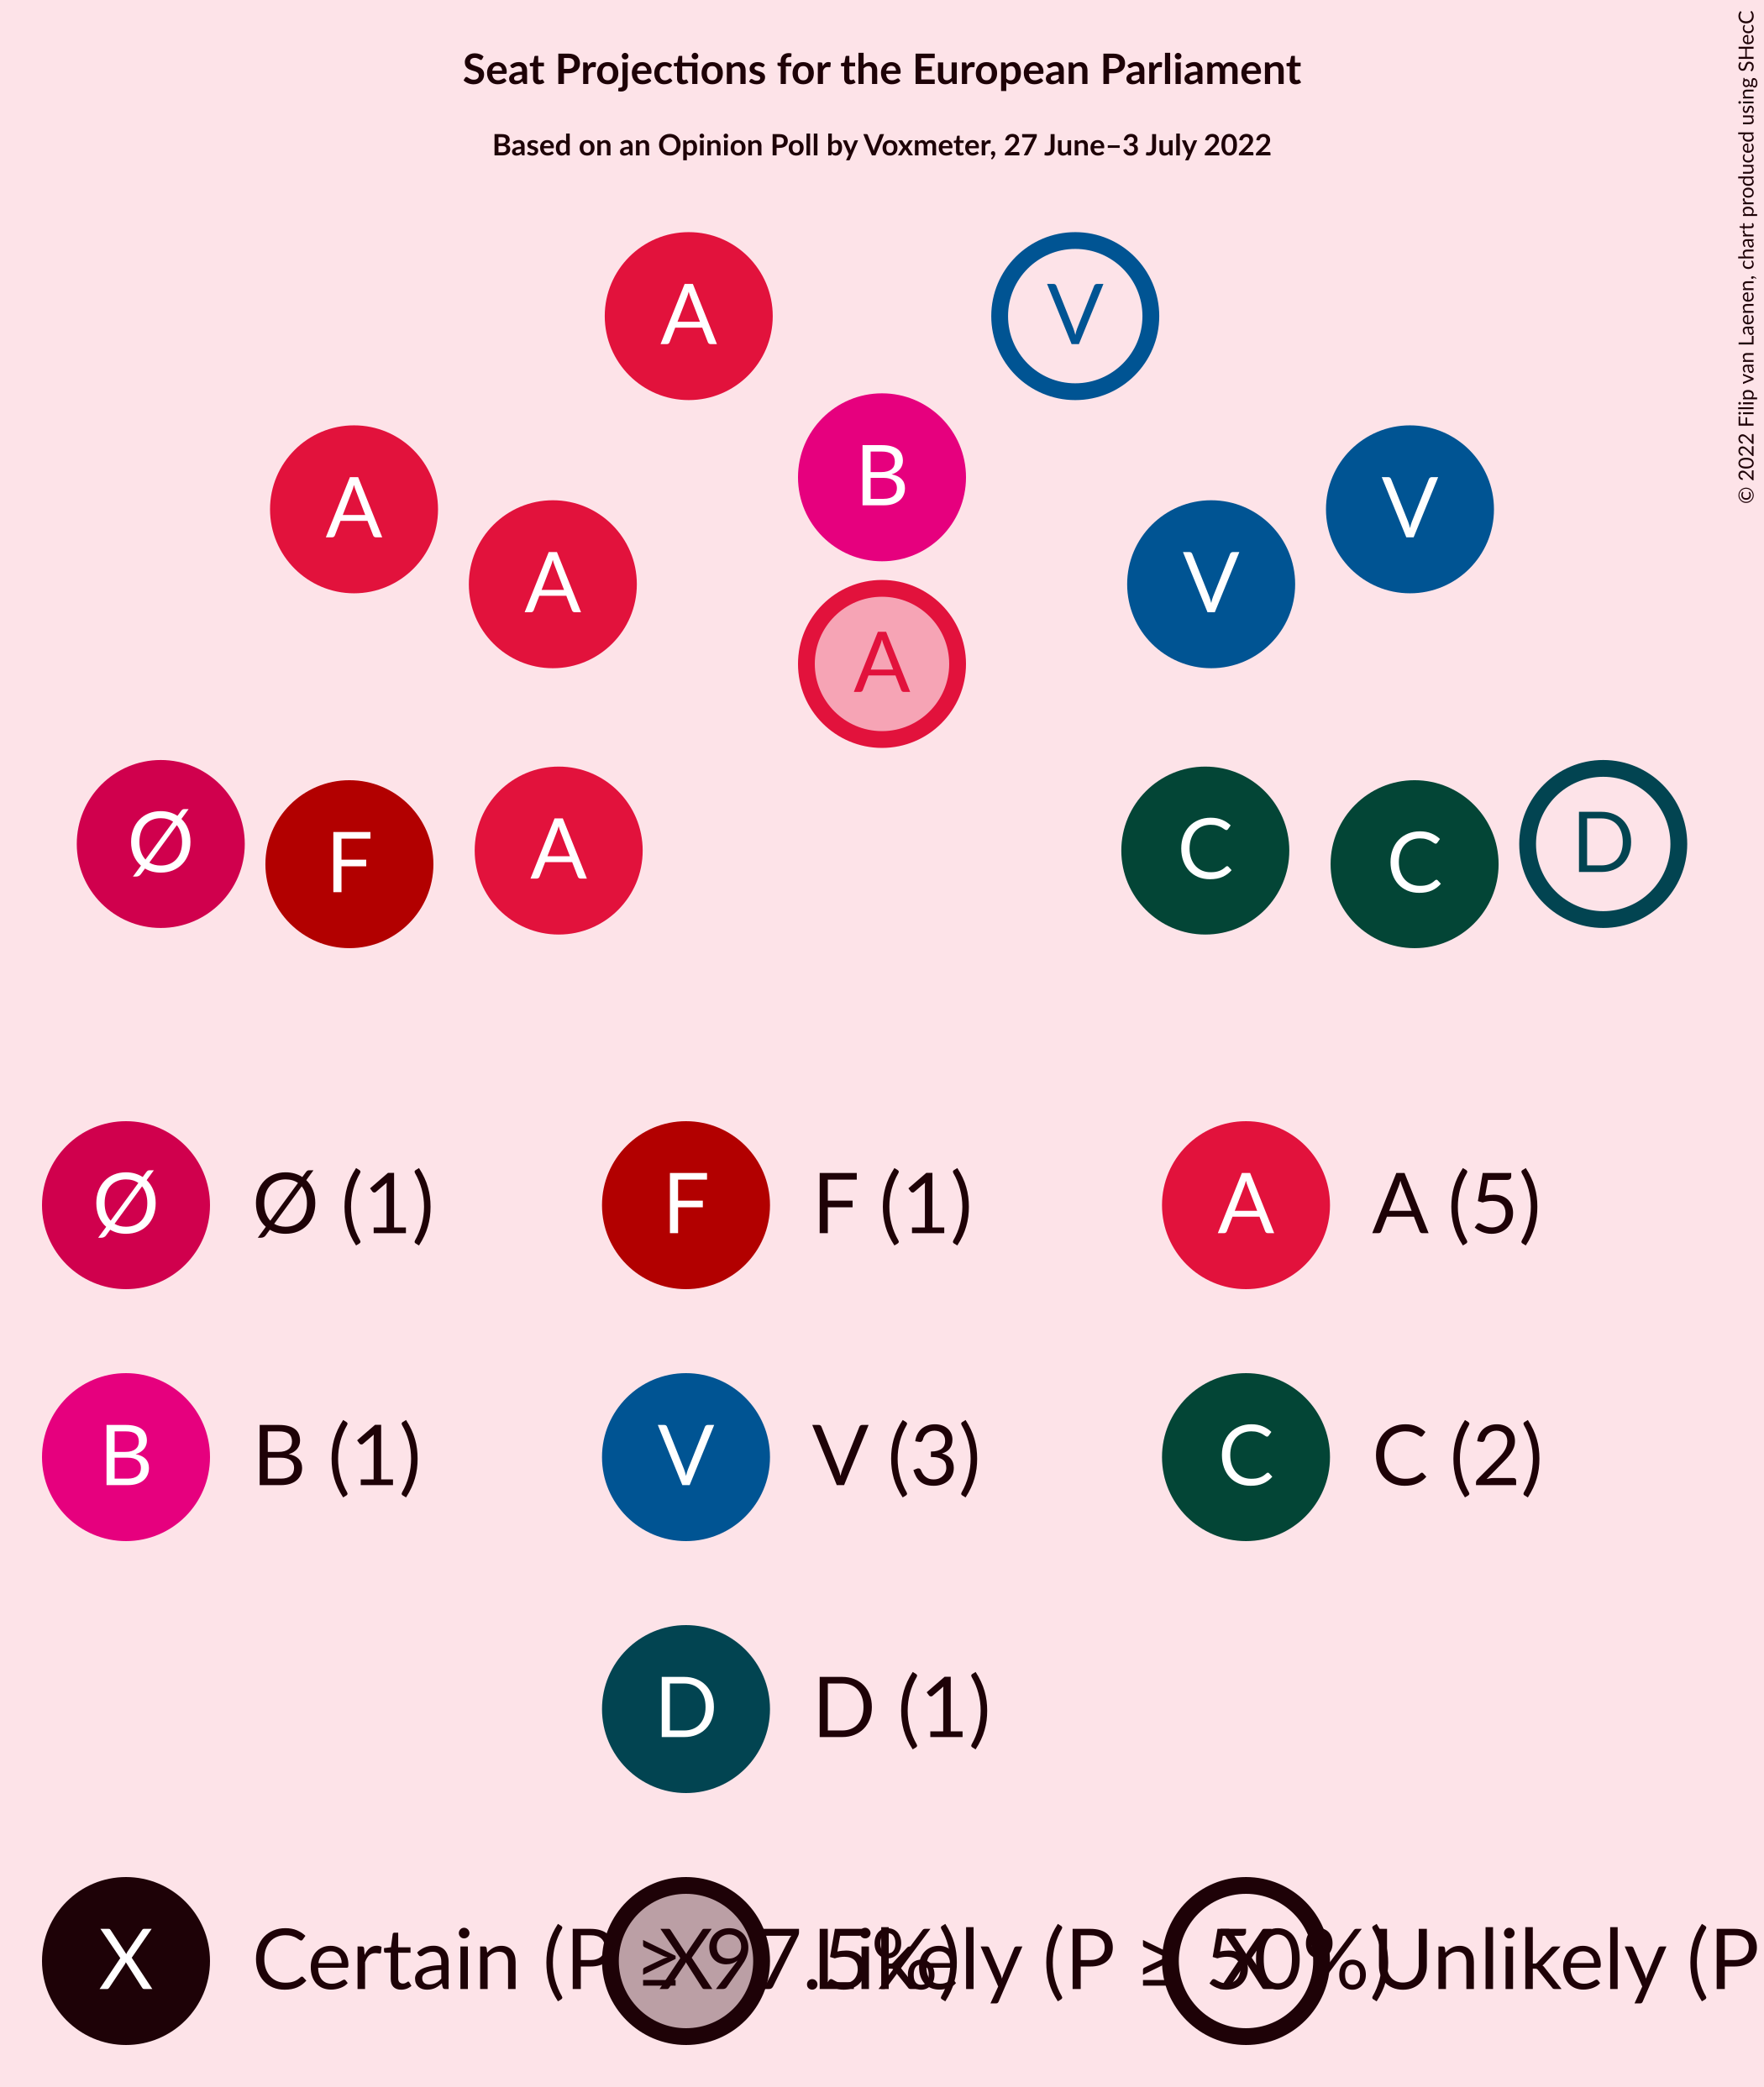 Seat Projections for the European Parliament
Based on an Opinion Poll by Voxmeter, 27 June–3 July 2022
© 2022 Filip van Laenen, chart produced using SHecC
A V
B
A V
A V
A
Ø C D
F A C
Ø Ø (1) F F (1) A A (5)
B B (1) V V (3) C C (2)
D D (1)
X Certain (P ≥ 97.5%) X Likely (P ≥ 50%) X Unlikely (P